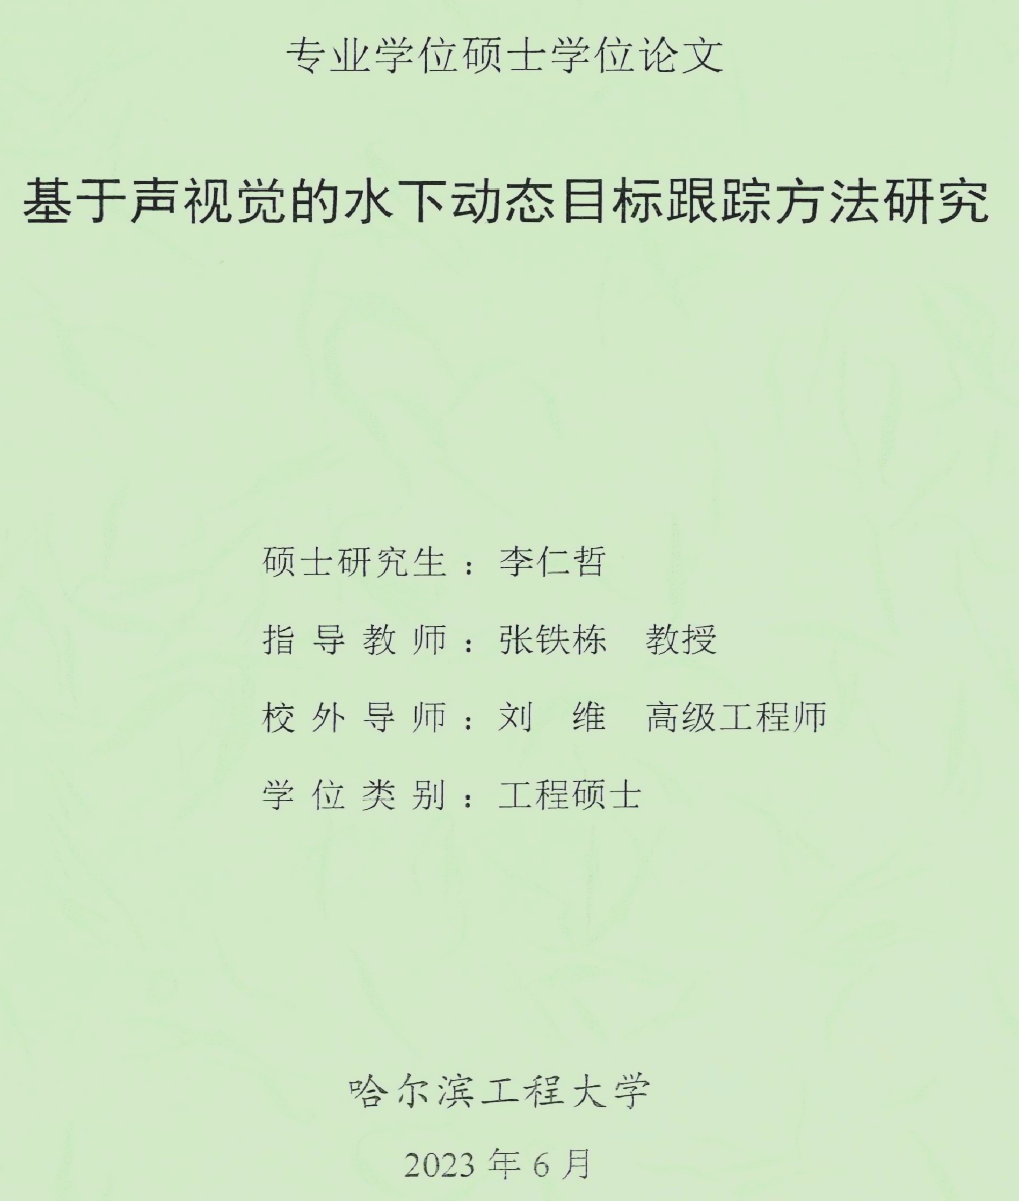 专业学位硕士学位论文
基于声视觉的水下动态目标跟踪方法研究
硕士研究生：李仁哲
指导教师：张铁栋 教授
校外导师：刘 维 高级工程师
学位类别：工程硕士
哈尔滨工程大学
2023 年 6 月